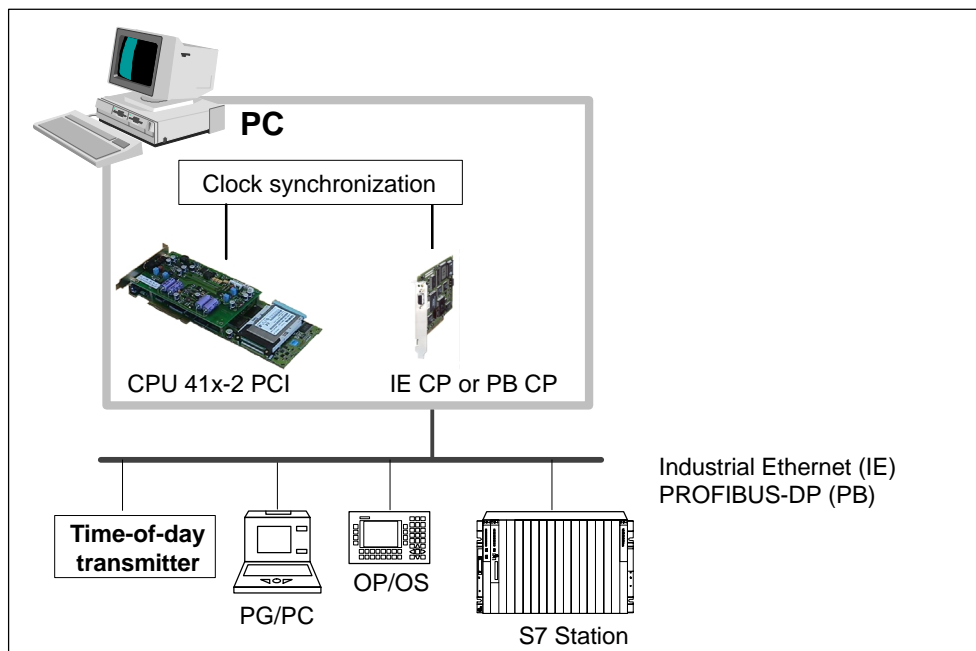 PC
Clock synchronization
CPU 41x-2 PCI
IE CP or PB CP
Industrial Ethernet (IE)
PROFIBUS-DP (PB)
Time-of-day
transmitter
PG/PC
OP/OS
S7 Station